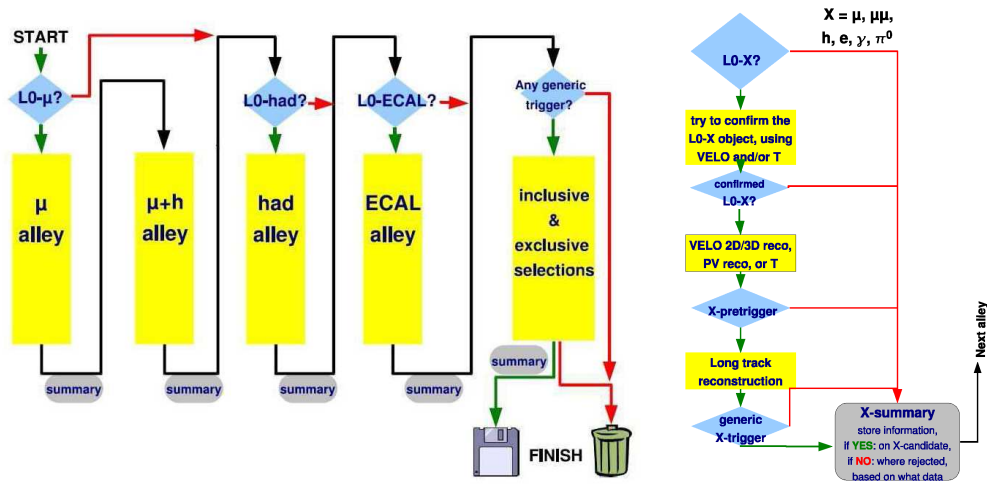 START
L0-μ?
L0-had?
L0-ECAL?
Any generic
trigger?
μ
alley
μ+h
alley
had
alley
ECAL
alley
inclusive
&
exclusive
selections
summary
summary
summary
summary
summary
FINISH
X = μ, μμ,
h, e, γ, π⁰
L0-X?
try to confirm the
L0-X object, using
VELO and/or T
confirmed
L0-X?
VELO 2D/3D reco,
PV reco, or T
X-pretrigger
Long track
reconstruction
generic
X-trigger
X-summary
store information,
if YES: on X-candidate,
if NO: where rejected,
based on what data
Next alley